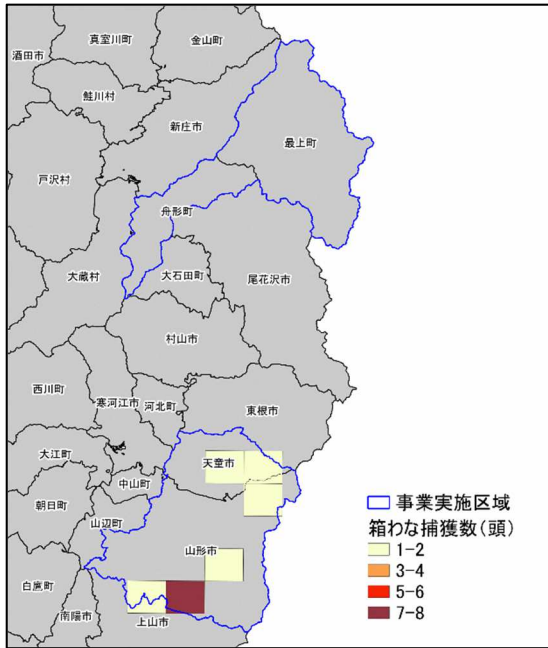 真室川町
金山町
酒田市
鮭川村
新庄市
最上町
戸沢村
舟形町
大蔵村
大石田町
尾花沢市
村山市
西川町
寒河江市
河北町
東根市
大江町
天童市
中山町
朝日町
山辺町
山形市
白鷹町
南陽市
上山市
事業実施区域
箱わな捕獲数(頭)
1-2
3-4
5-6
7-8